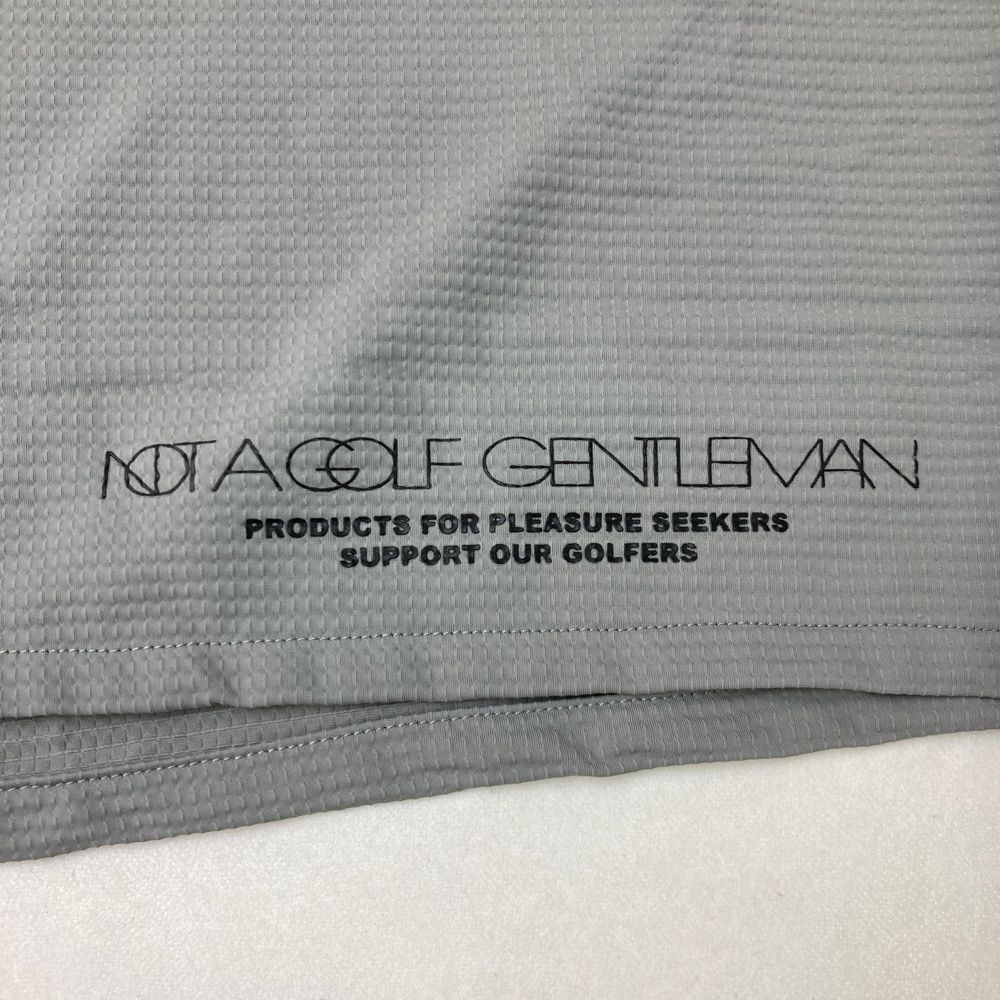 NOT A GOLF GENTLEMAN
PRODUCTS FOR PLEASURE SEEKERS
SUPPORT OUR GOLFERS